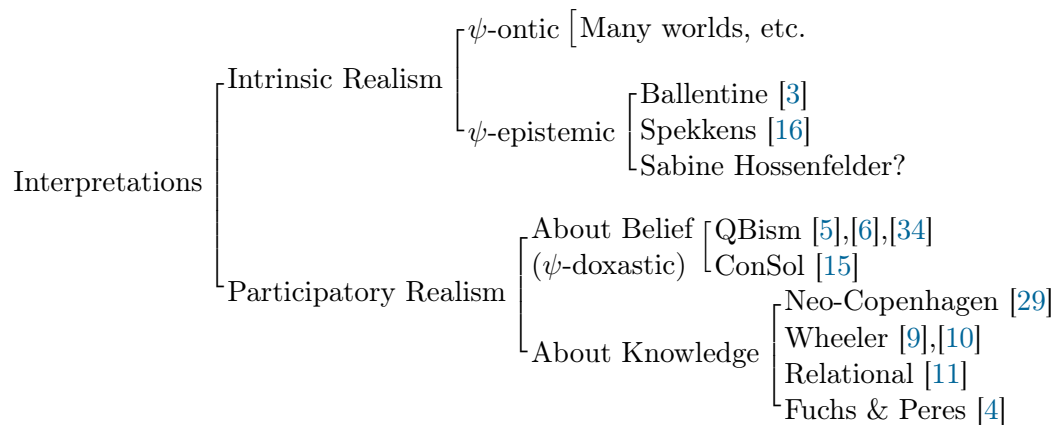 ψ-ontic [Many worlds, etc.
Intrinsic Realism
Ballentine [3]
ψ-epistemic
Spekkens [16]
Sabine Hossenfelder?
Interpretations
About Belief
(ψ-doxastic)
QBism [5],[6],[34]
ConSol [15]
Participatory Realism
Neo-Copenhagen [29]
Wheeler [9],[10]
About Knowledge
Relational [11]
Fuchs & Peres [4]